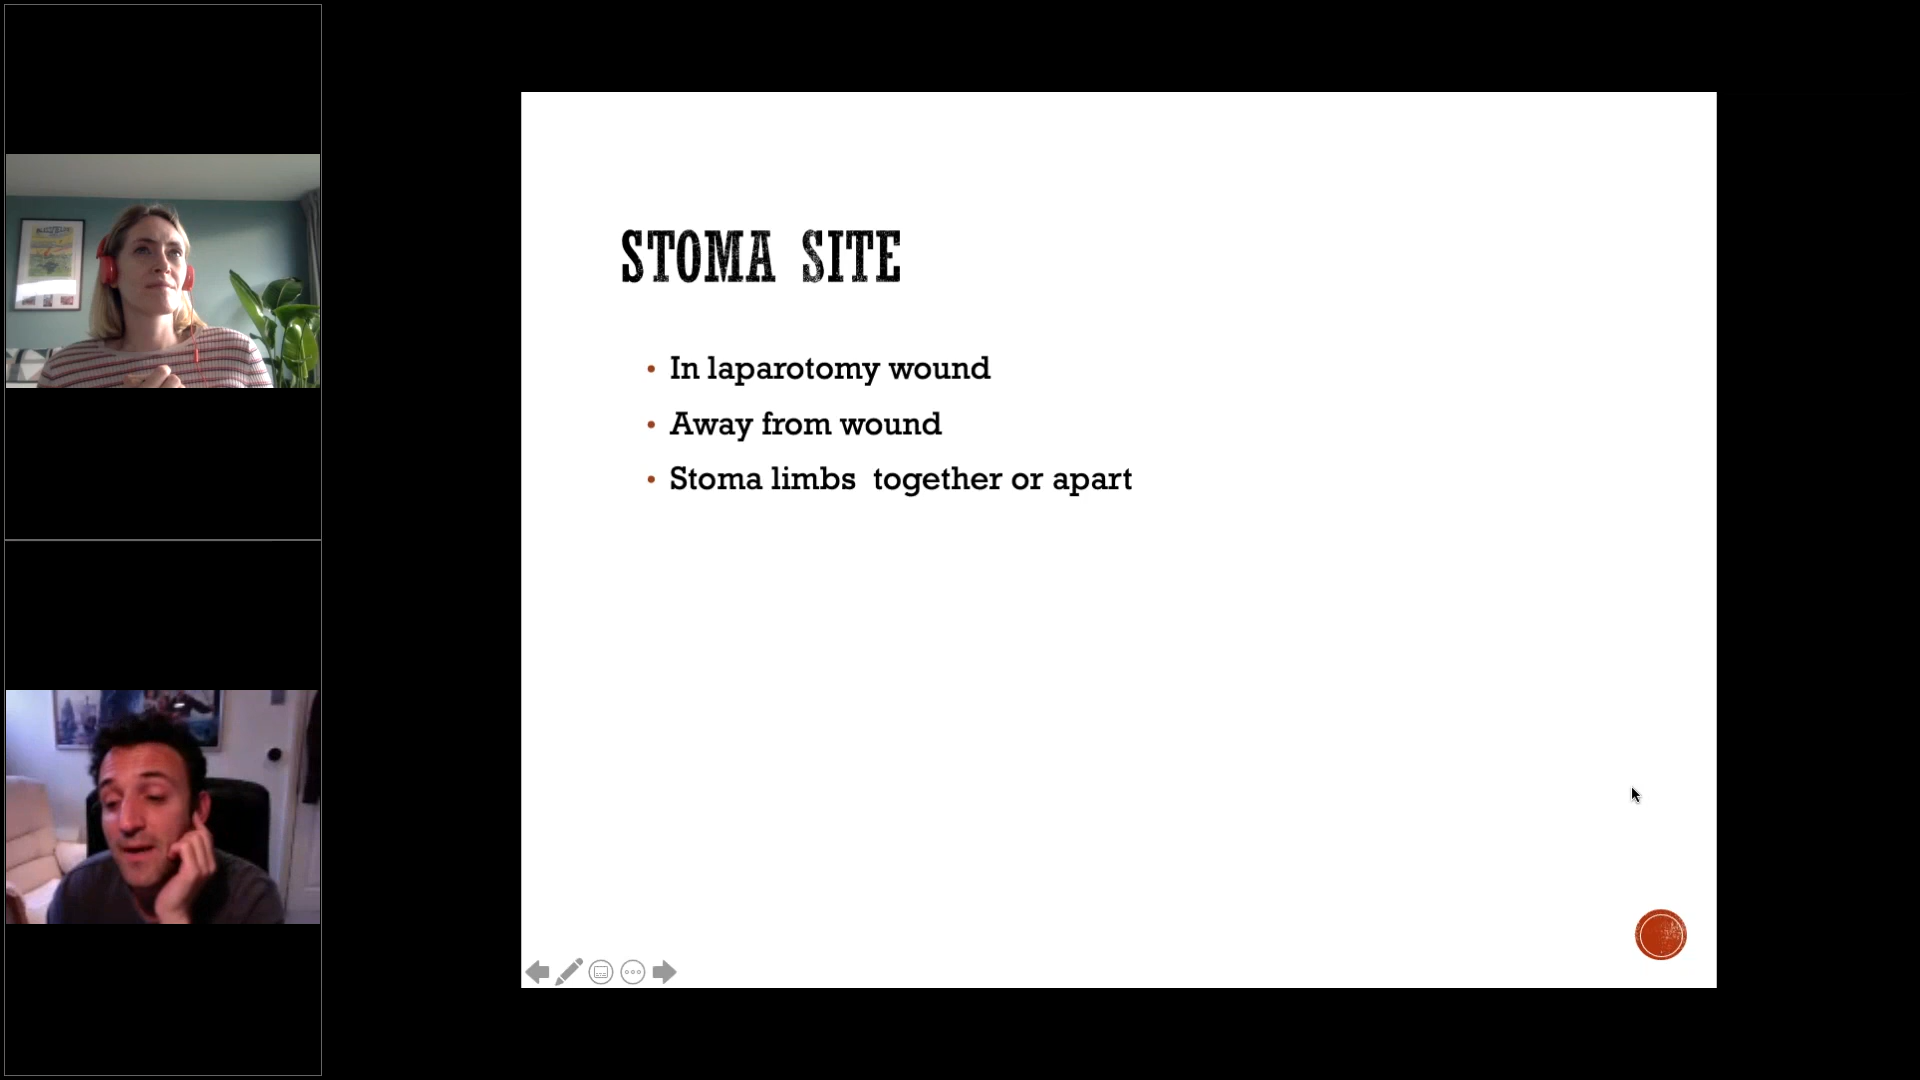 STOMA SITE
• In laparotomy wound
• Away from wound
• Stoma limbs  together or apart